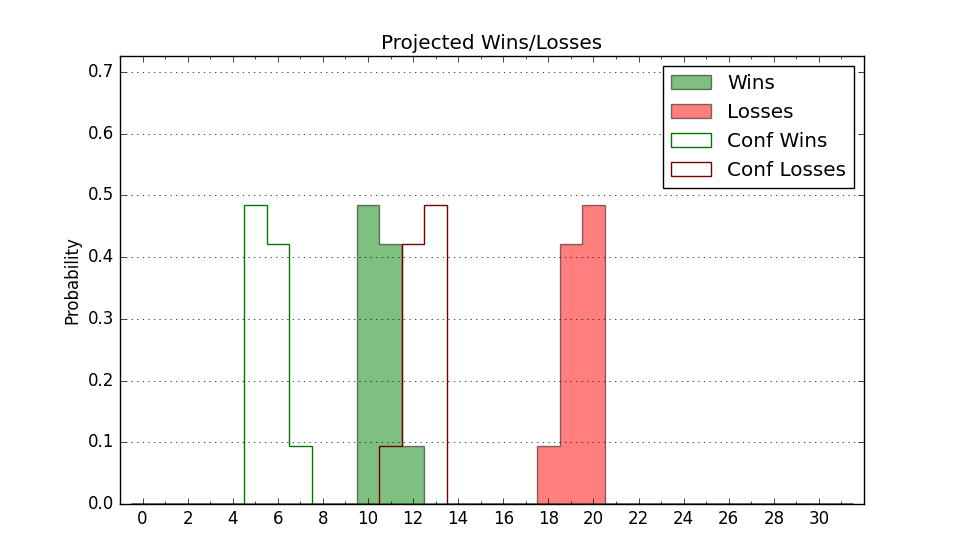 Projected Wins/Losses
0.7
0.6
0.5
0.4
0.3
0.2
0.1
0.0
Probability
Wins
Losses
Conf Wins
Conf Losses
0 2 4 6 8 10 12 14 16 18 20 22 24 26 28 30